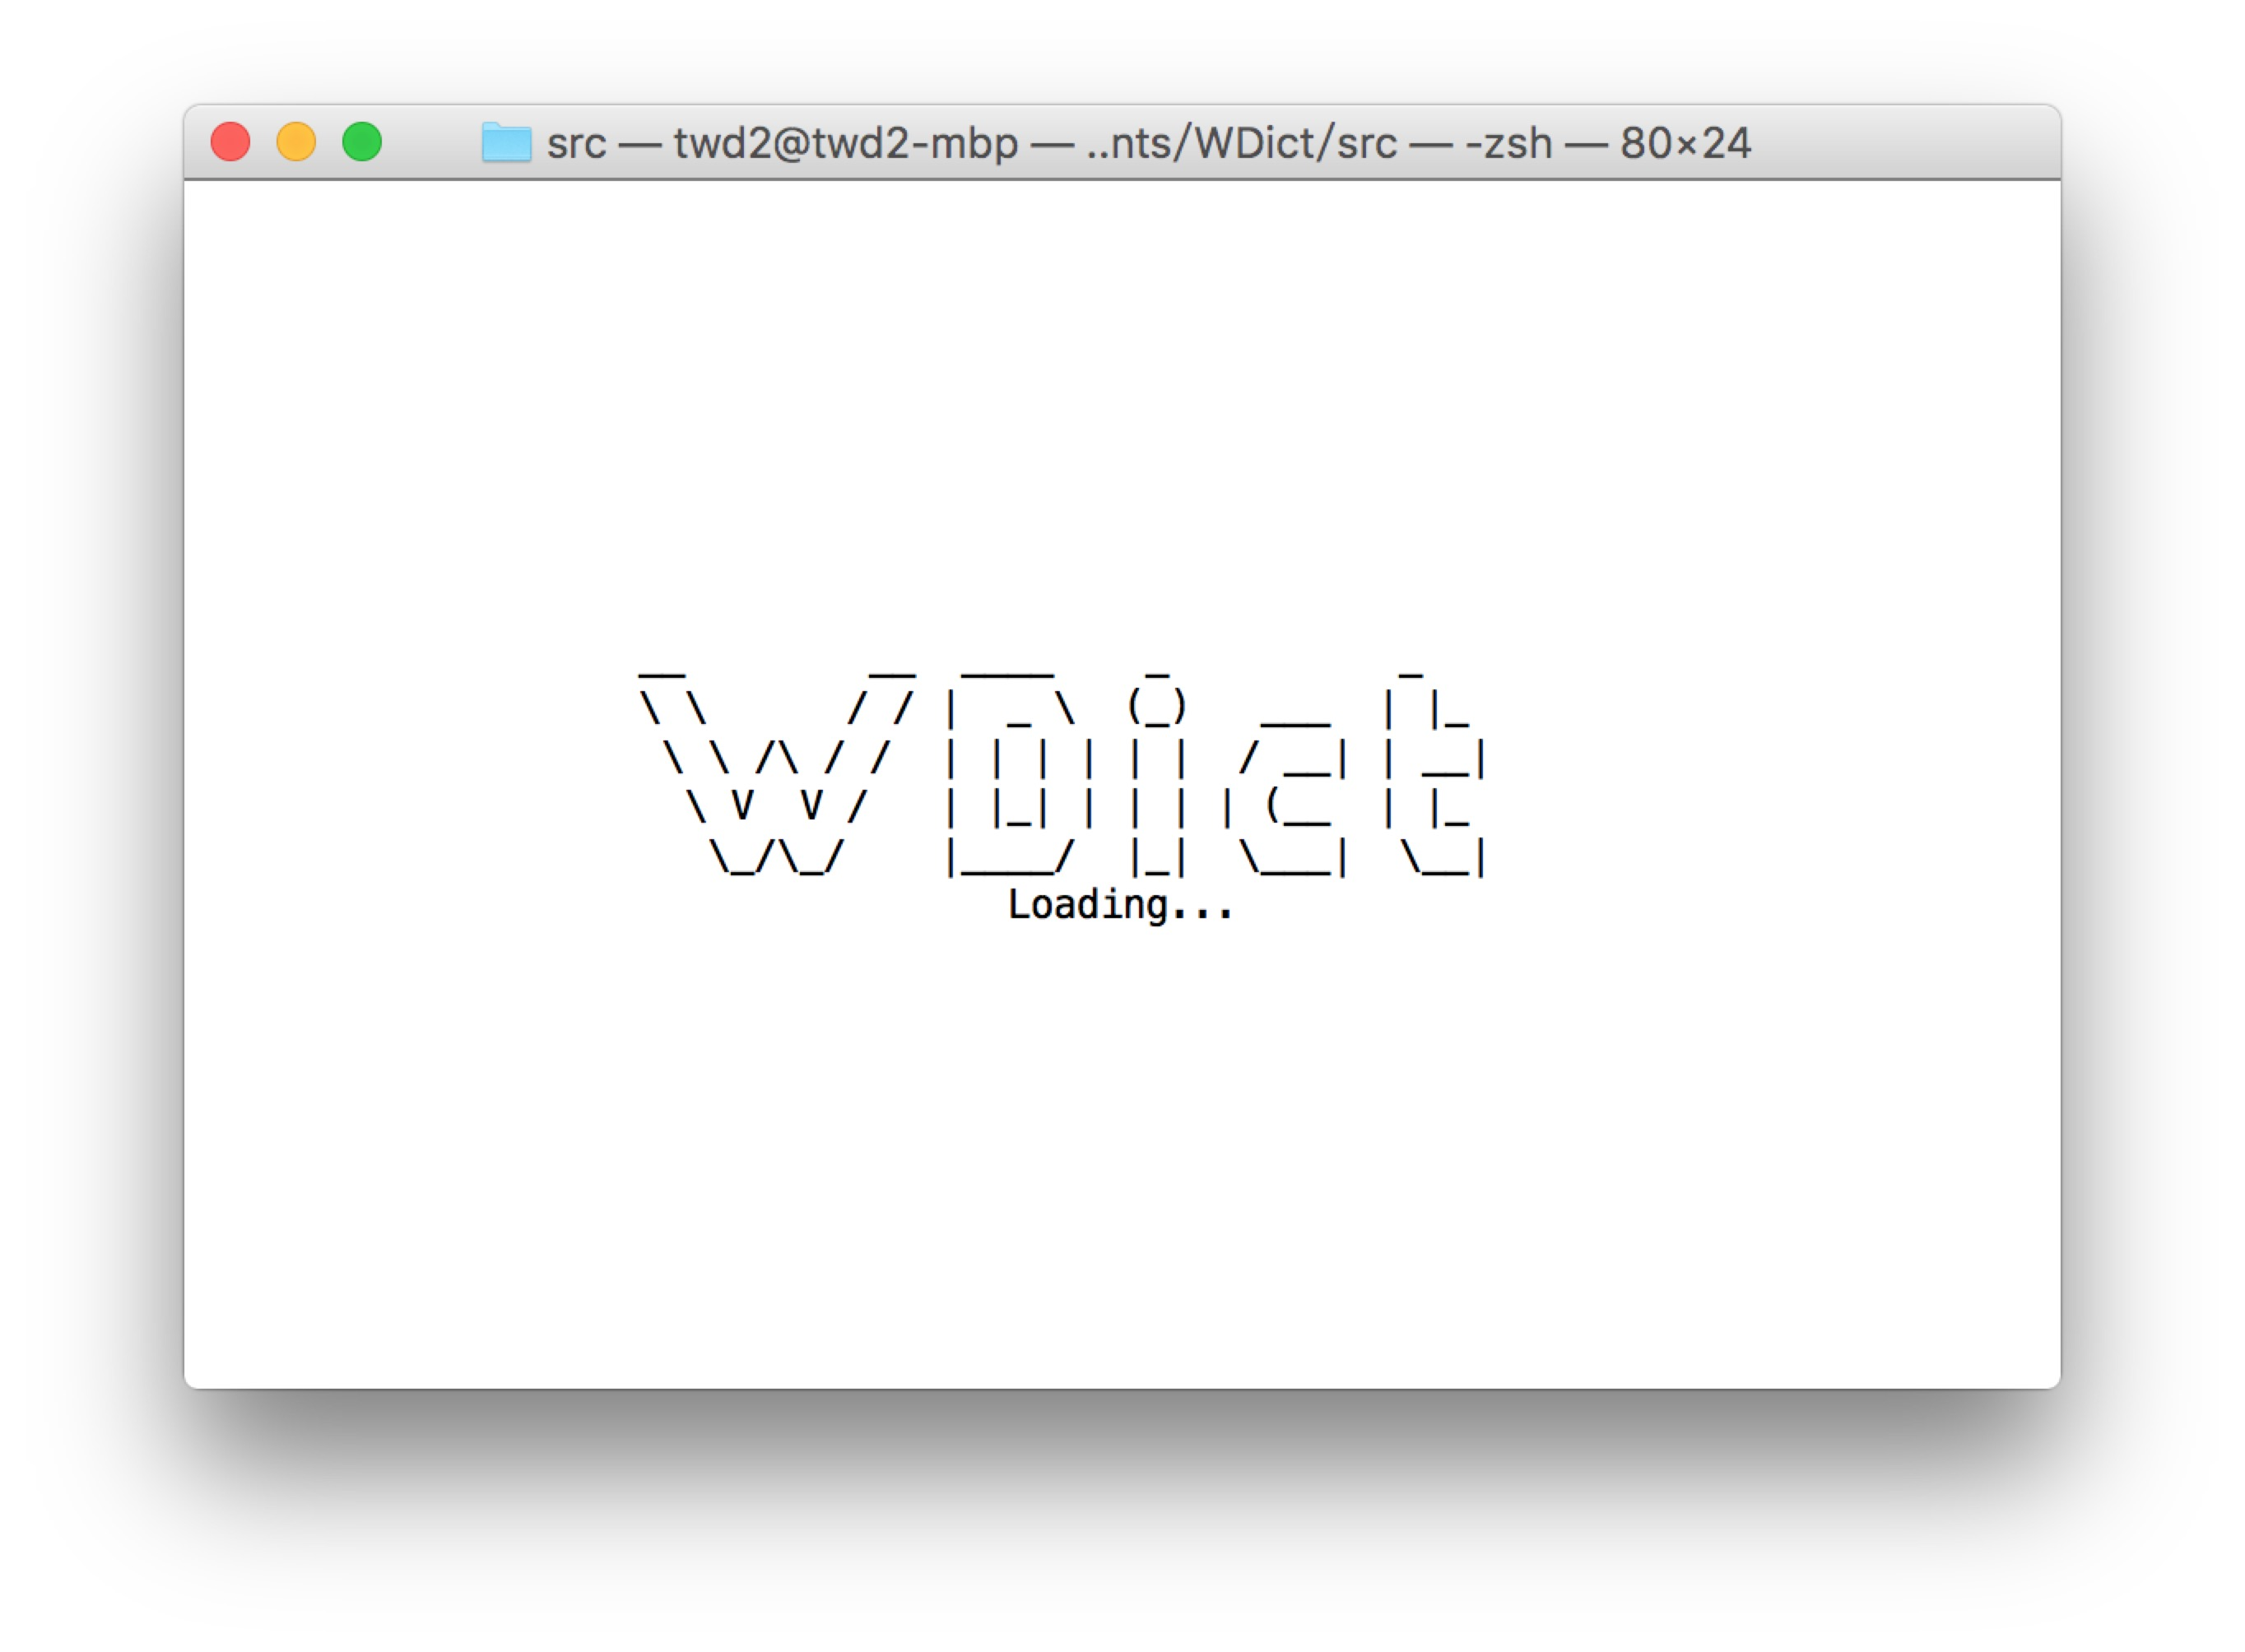 src — twd2@twd2-mbp — ..nts/WDict/src — -zsh — 80×24
WDict
Loading...